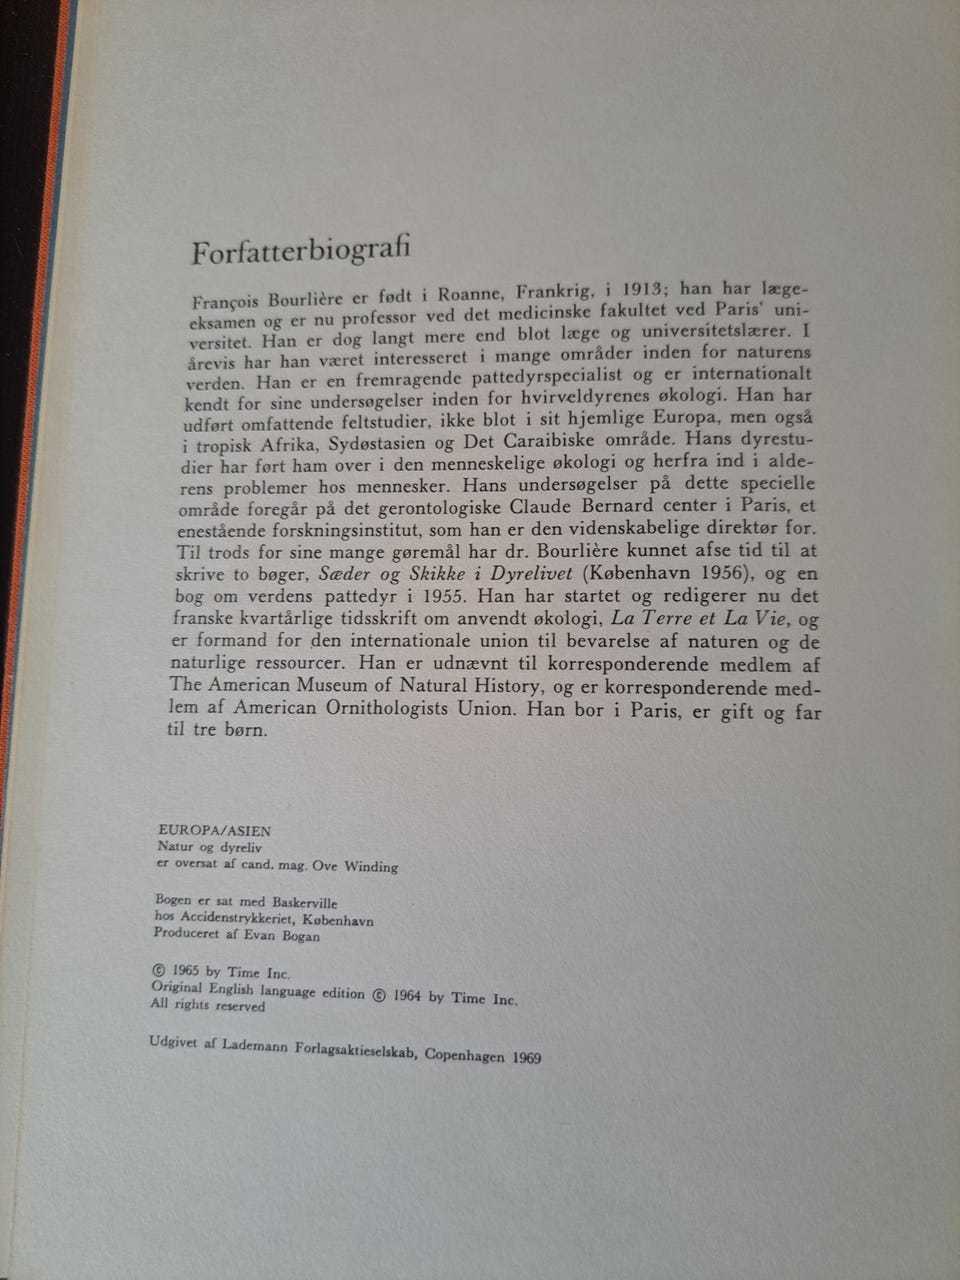 Forfatterbiografi
François Bourlière er født i Roanne, Frankrig, i 1913; han har læge-
eksamen og er nu professor ved det medicinske fakultet ved Paris' uni-
versitet. Han er dog langt mere end blot læge og universitetslærer. I
årevis har han været interesseret i mange områder inden for naturens
verden. Han er en fremragende pattedyrspecialist og er internationalt
kendt for sine undersøgelser inden for hvirveldyrenes økologi. Han har
udført omfattende feltstudier, ikke blot i sit hjemlige Europa, men også
i tropisk Afrika, Sydøstasien og Det Caraibiske område. Hans dyrestu-
dier har ført ham over i den menneskelige økologi og herfra ind i alde-
rens problemer hos mennesker. Hans undersøgelser på dette specielle
område foregår på det gerontologiske Claude Bernard center i Paris, et
enestående forskningsinstitut, som han er den videnskabelige direktør for.
Til trods for sine mange gøremål har dr. Bourlière kunnet afse tid til at
skrive to bøger, Sæder og Skikke i Dyrelivet (København 1956), og en
bog om verdens pattedyr i 1955. Han har startet og redigerer nu det
franske kvartårlige tidsskrift om anvendt økologi, La Terre et La Vie, og
er formand for den internationale union til bevarelse af naturen og de
naturlige ressourcer. Han er udnævnt til korresponderende medlem af
The American Museum of Natural History, og er korresponderende med-
lem af American Ornithologists Union. Han bor i Paris, er gift og far
til tre børn.
EUROPA/ASIEN
Natur og dyreliv
er oversat af cand. mag. Ove Winding
Bogen er sat med Baskerville
hos Accidenstrykkeriet, København
Produceret af Evan Bogan
© 1965 by Time Inc.
Original English language edition © 1964 by Time Inc.
All rights reserved
Udgivet af Lademann Forlagsaktieselskab, Copenhagen 1969